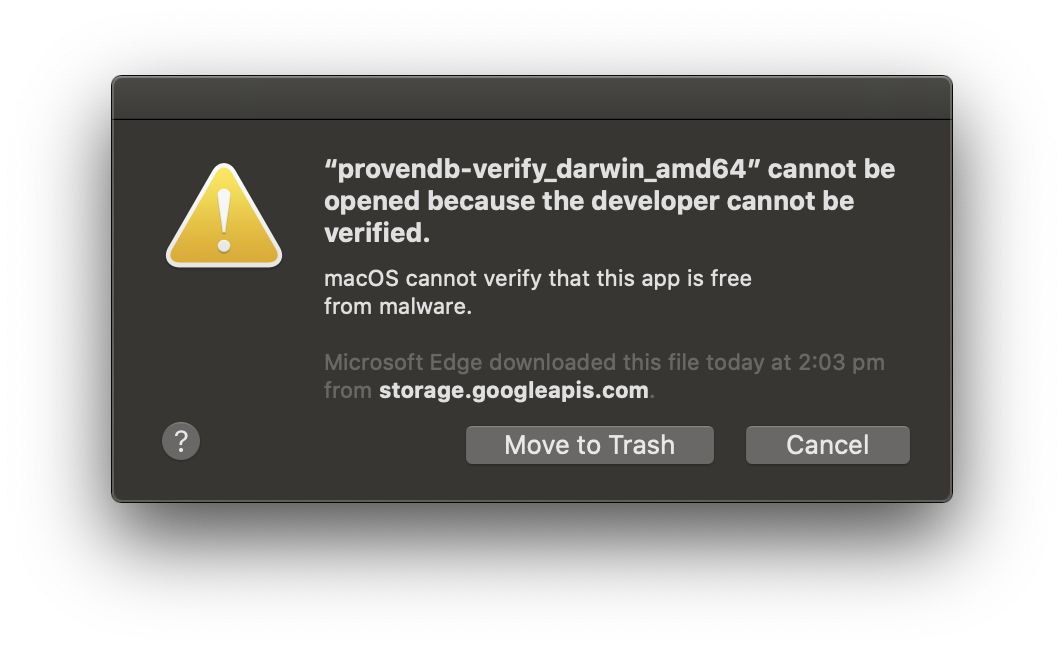 “provendb-verify_darwin_amd64” cannot be
opened because the developer cannot be
verified.
macOS cannot verify that this app is free
from malware.
Microsoft Edge downloaded this file today at 2:03 pm
from storage.googleapis.com.
?
Move to Trash
Cancel